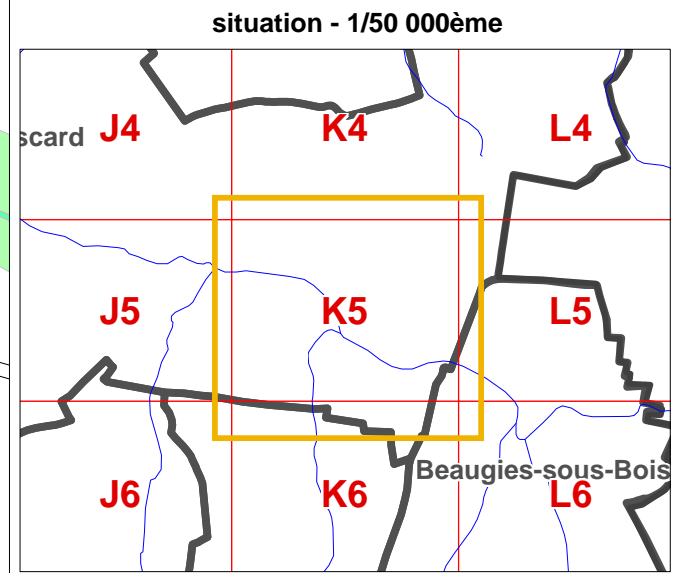 situation - 1/50 000ème
scard J4 K4 L4
J5 K5 L5
Beaugies-sous-Bois
J6 K6 L6